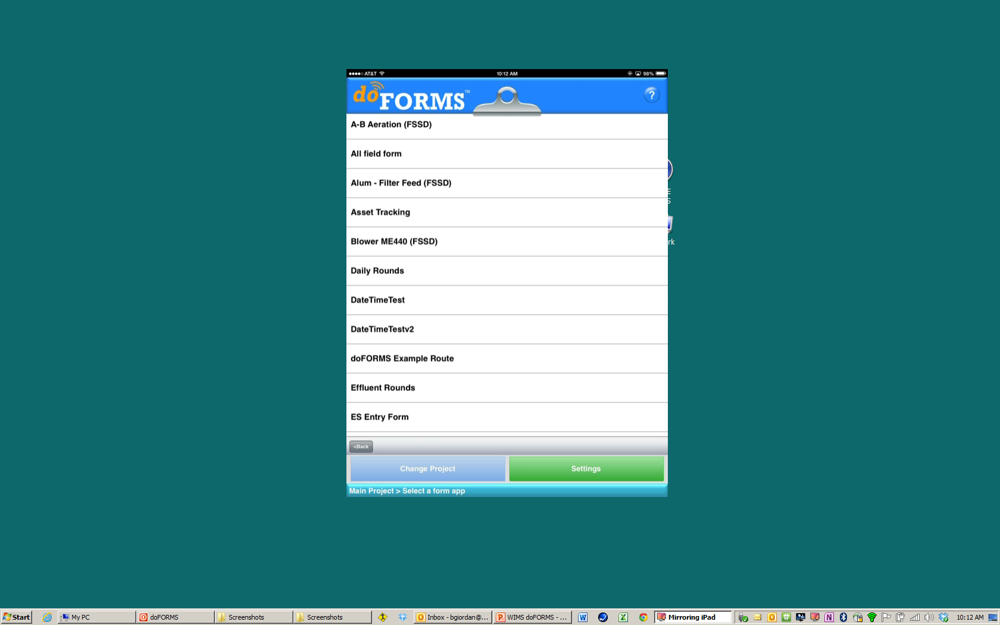 AT&T 10:12 AM 98%
doFORMS™
?
A-B Aeration (FSSD)
All field form
Alum - Filter Feed (FSSD)
Asset Tracking
Blower ME440 (FSSD)
Daily Rounds
DateTimeTest
DateTimeTestv2
doFORMS Example Route
Effluent Rounds
ES Entry Form
<Back
Change Project Settings
Main Project > Select a form app
E
S
rk
Start My PC doFORMS Screenshots Screenshots Inbox - bgiordan@... WIMS doFORMS - ... Mirroring iPad 10:12 AM